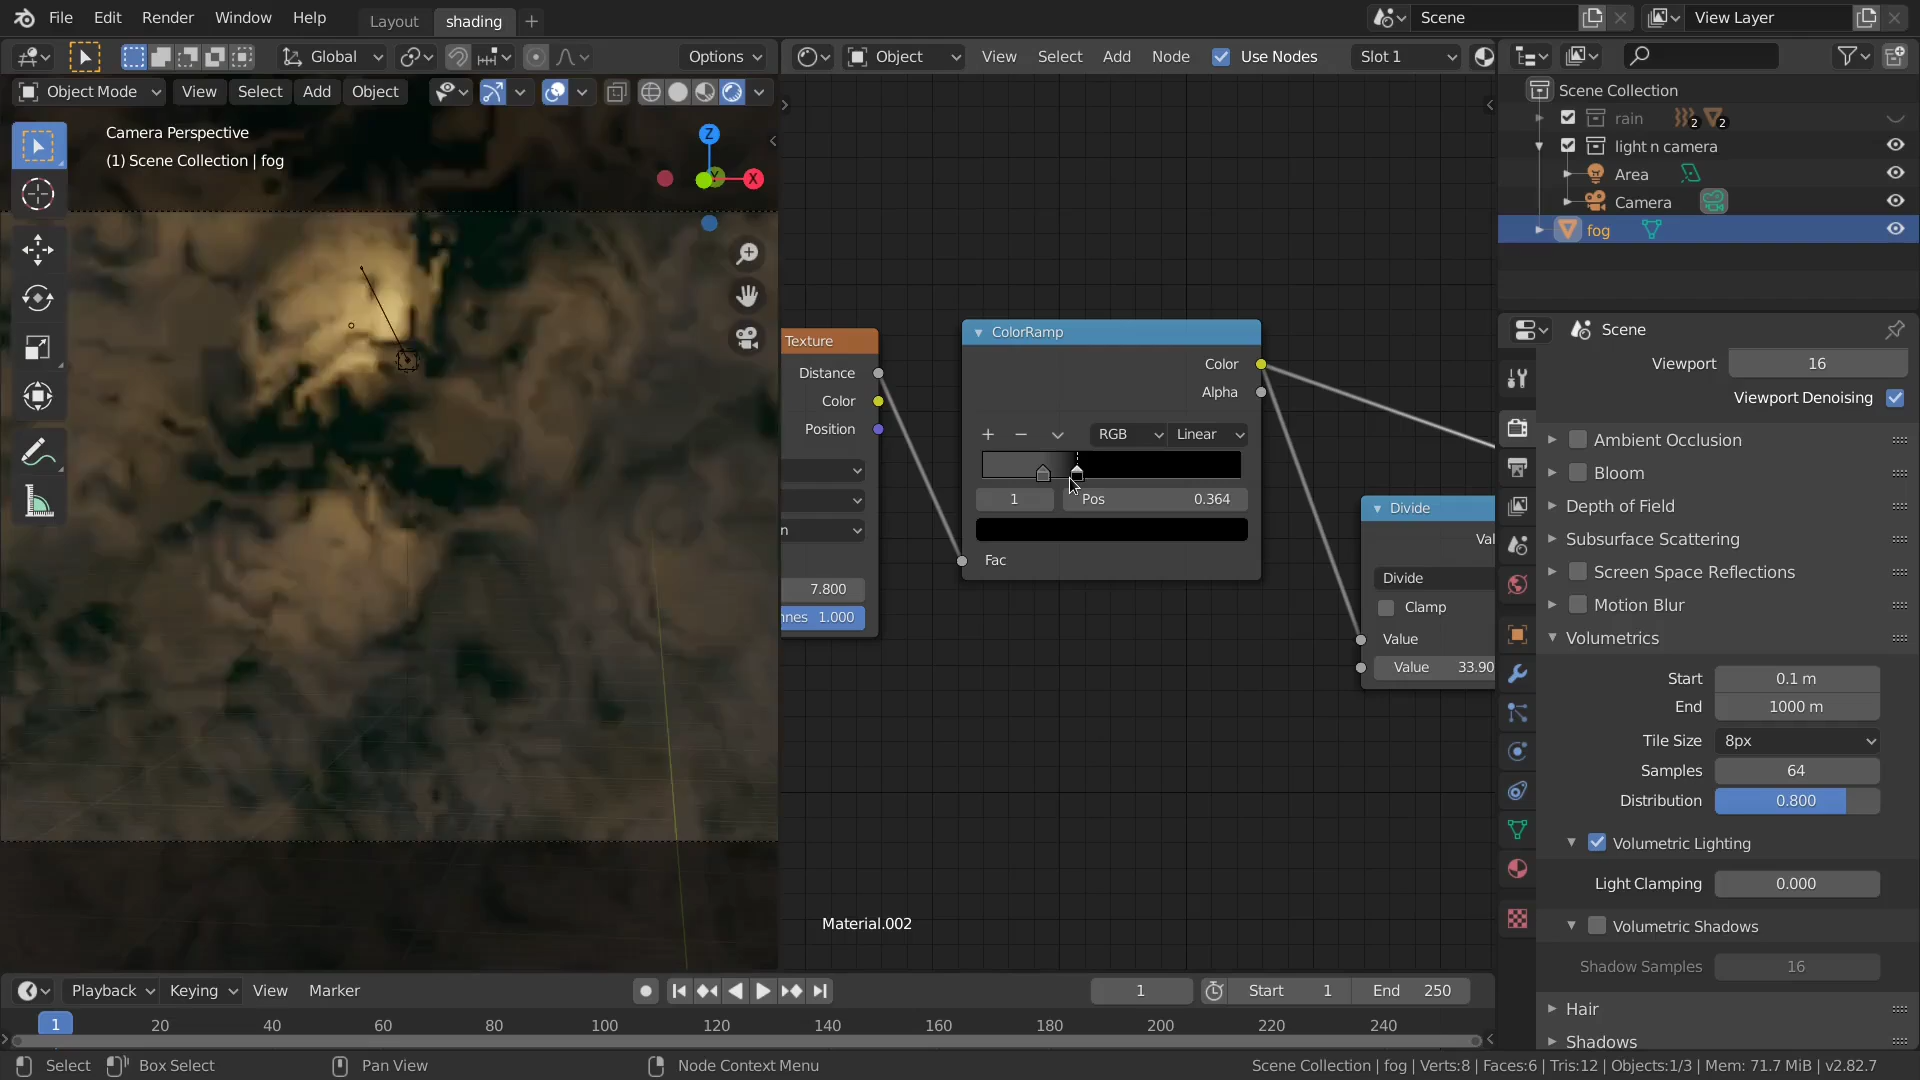 File Edit Render Window Help Layout shading Scene View Layer
Global Options Object View Select Add Node Use Nodes Slot 1
Object Mode View Select Add Object
Camera Perspective
(1) Scene Collection | fog
Z
Y
X
Texture
Distance
Color
Position
n
7.800
nnes 1.000
ColorRamp
Color
Alpha
RGB Linear
1 Pos 0.364
Fac
Divide
Val
Divide
Clamp
Value
Value 33.90
Material.002
Scene Collection
rain 2 2
light n camera
Area
Camera
fog
Scene
Viewport 16
Viewport Denoising
Ambient Occlusion
Bloom
Depth of Field
Subsurface Scattering
Screen Space Reflections
Motion Blur
Volumetrics
Start 0.1 m
End 1000 m
Tile Size 8px
Samples 64
Distribution 0.800
Volumetric Lighting
Light Clamping 0.000
Volumetric Shadows
Shadow Samples 16
Hair
Shadows
Playback Keying View Marker 1 Start 1 End 250
1 20 40 60 80 100 120 140 160 180 200 220 240
Select Box Select Pan View Node Context Menu Scene Collection | fog | Verts:8 | Faces:6 | Tris:12 | Objects:1/3 | Mem: 71.7 MiB | v2.82.7